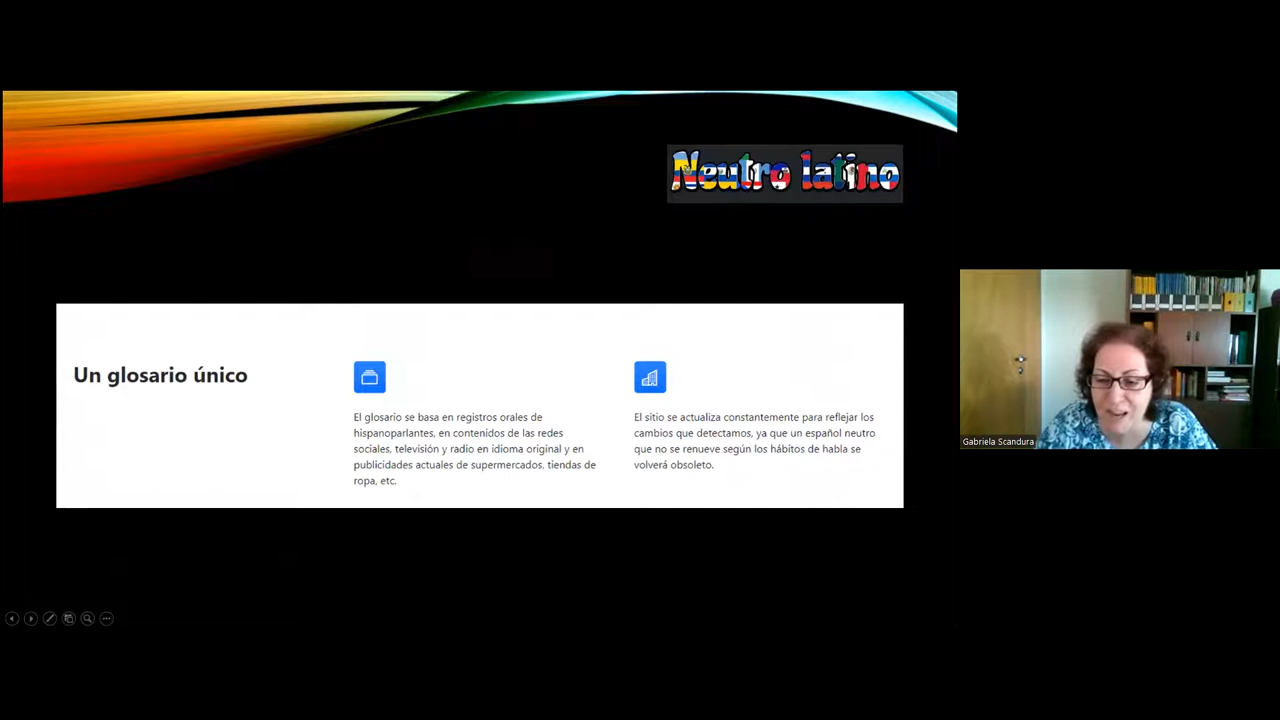 Neutro latino
Un glosario único
El glosario se basa en registros orales de
hispanoparlantes, en contenidos de las redes
sociales, televisión y radio en idioma original y en
publicidades actuales de supermercados, tiendas de
ropa, etc.
El sitio se actualiza constantemente para reflejar los
cambios que detectamos, ya que un español neutro
que no se renueve según los hábitos de habla se
volverá obsoleto.
Gabriela Scandura